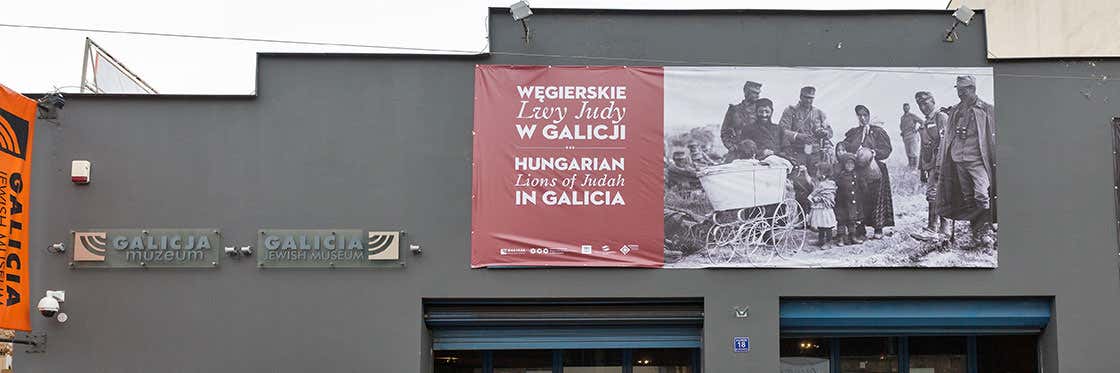 GALICIA
JEWISH MUSEUM
GALICJA
muzeum
GALICIA
JEWISH MUSEUM
WĘGIERSKIE
Lwy Judy
W GALICJI
HUNGARIAN
Lions of Judah
IN GALICIA
18